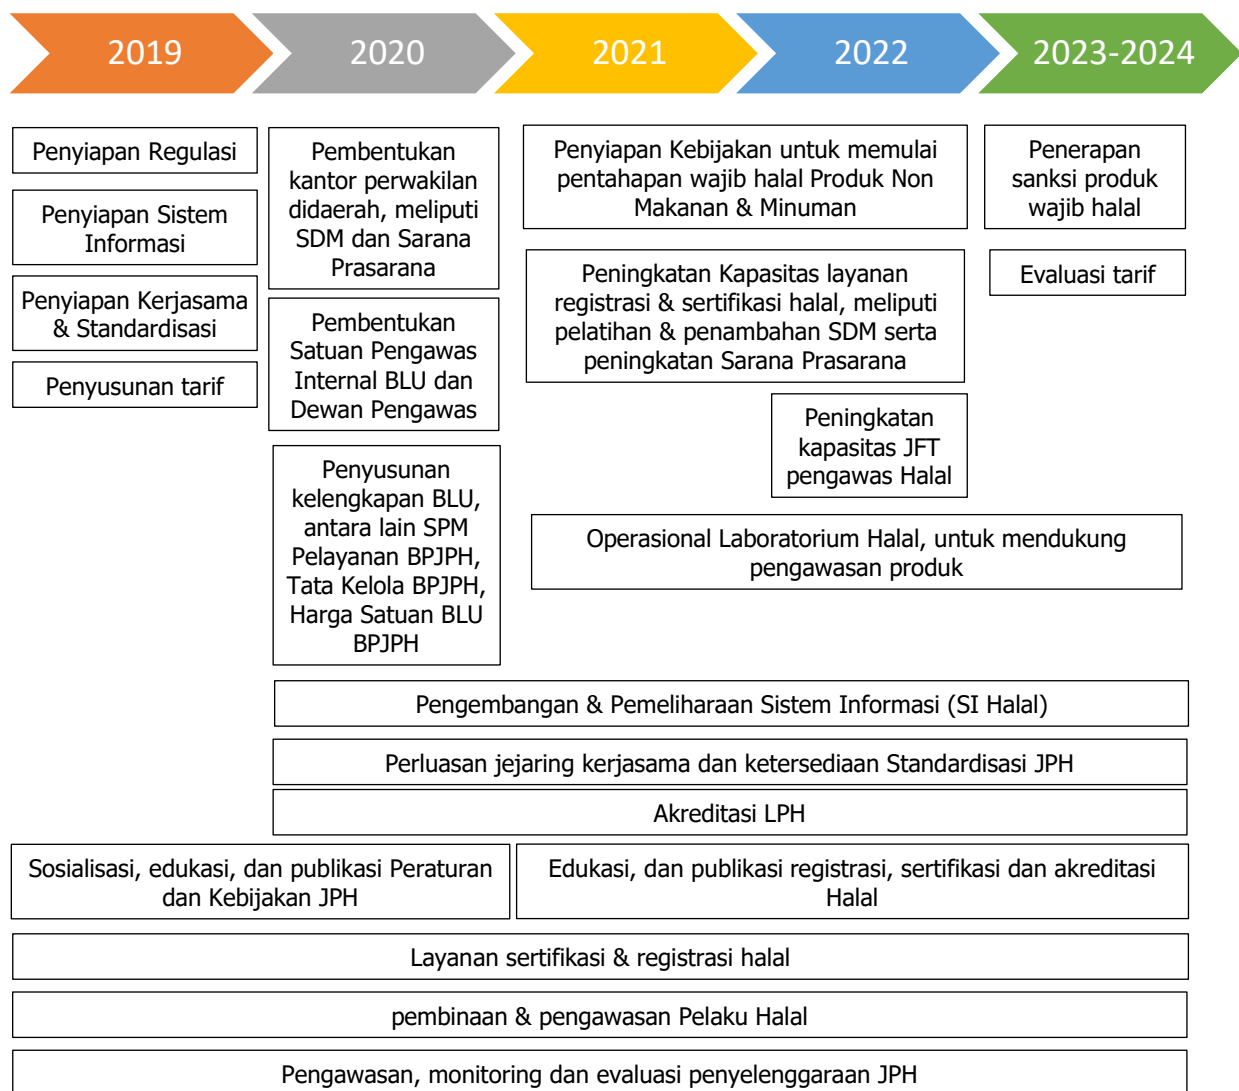 2019
2020
2021
2022
2023-2024
Penyiapan Regulasi
Penyiapan Sistem
Informasi
Penyiapan Kerjasama
& Standardisasi
Penyusunan tarif
Pembentukan
kantor perwakilan
didaerah, meliputi
SDM dan Sarana
Prasarana
Pembentukan
Satuan Pengawas
Internal BLU dan
Dewan Pengawas
Penyusunan
kelengkapan BLU,
antara lain SPM
Pelayanan BPJPH,
Tata Kelola BPJPH,
Harga Satuan BLU
BPJPH
Penyiapan Kebijakan untuk memulai
pentahapan wajib halal Produk Non
Makanan & Minuman
Peningkatan Kapasitas layanan
registrasi & sertifikasi halal, meliputi
pelatihan & penambahan SDM serta
peningkatan Sarana Prasarana
Peningkatan
kapasitas JFT
pengawas Halal
Penerapan
sanksi produk
wajib halal
Evaluasi tarif
Operasional Laboratorium Halal, untuk mendukung
pengawasan produk
Pengembangan & Pemeliharaan Sistem Informasi (SI Halal)
Perluasan jejaring kerjasama dan ketersediaan Standardisasi JPH
Akreditasi LPH
Sosialisasi, edukasi, dan publikasi Peraturan
dan Kebijakan JPH
Edukasi, dan publikasi registrasi, sertifikasi dan akreditasi
Halal
Layanan sertifikasi & registrasi halal
pembinaan & pengawasan Pelaku Halal
Pengawasan, monitoring dan evaluasi penyelenggaraan JPH